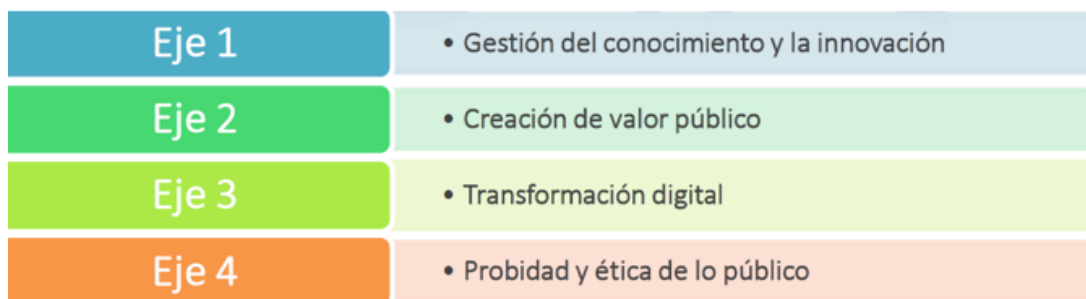 Eje 1
• Gestión del conocimiento y la innovación
Eje 2
• Creación de valor público
Eje 3
• Transformación digital
Eje 4
• Probidad y ética de lo público